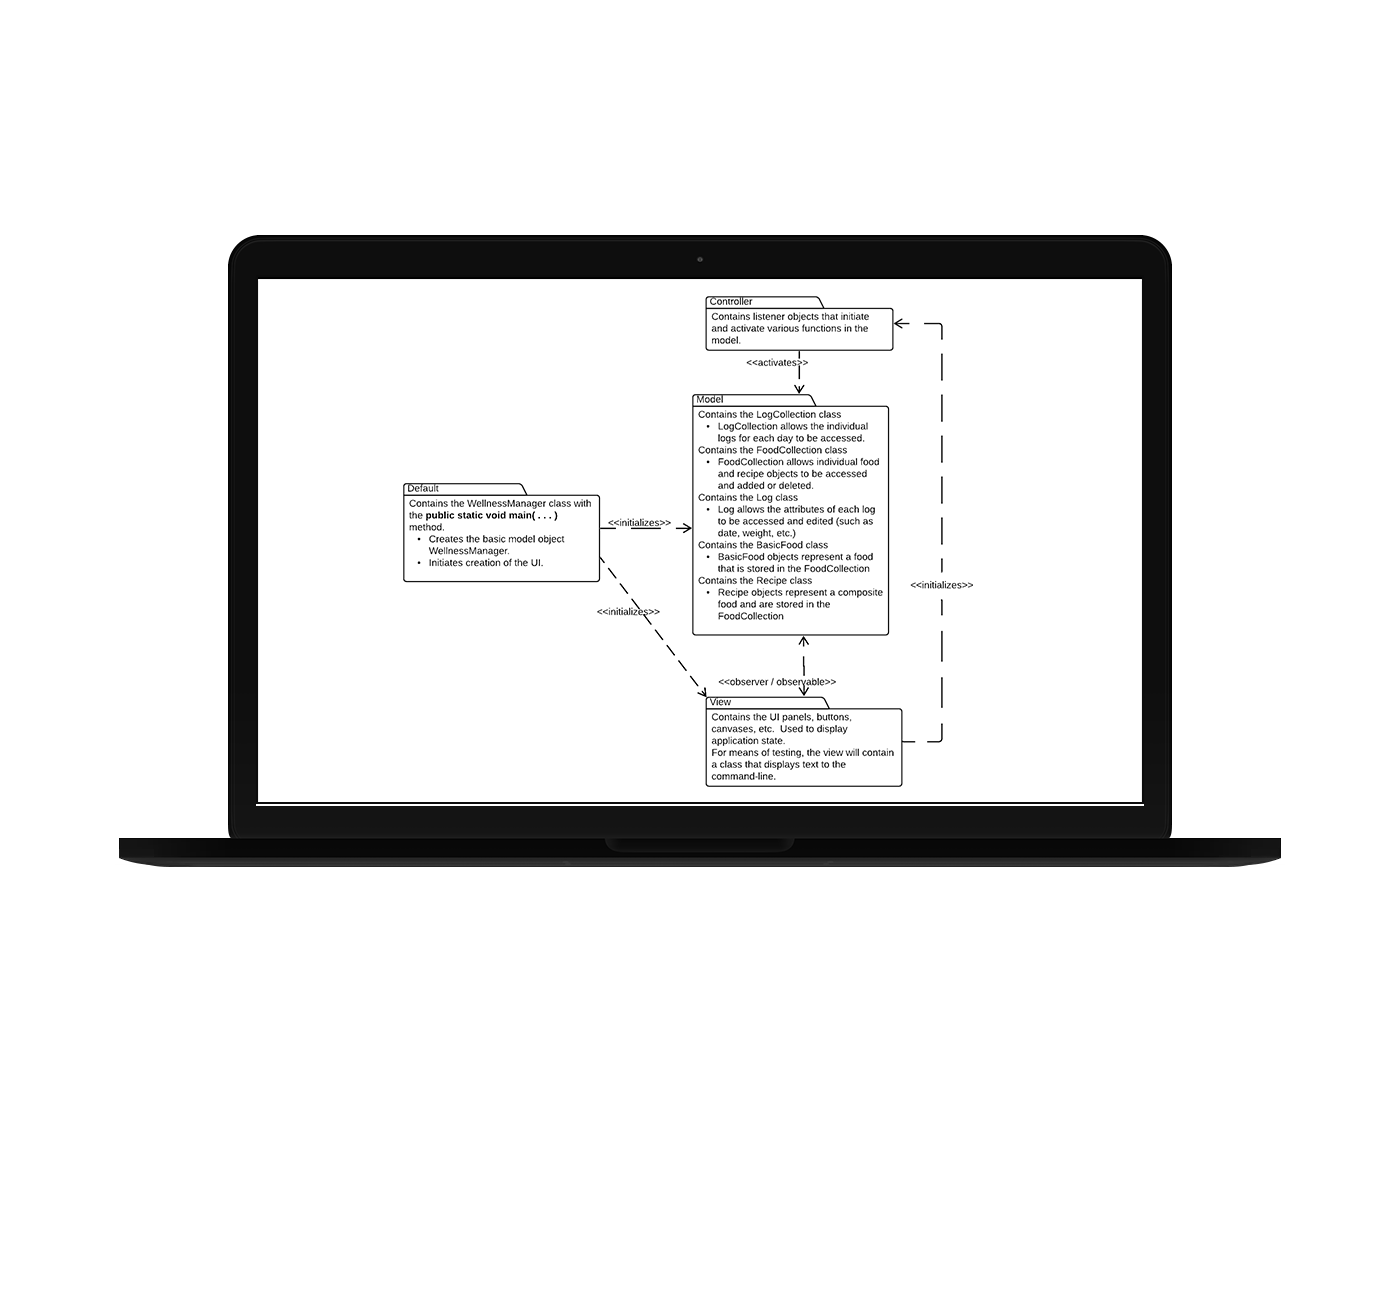 Controller
Contains listener objects that initiate
and activate various functions in the
model.
<<activates>>
Model
Contains the LogCollection class
• LogCollection allows the individual
logs for each day to be accessed.
Contains the FoodCollection class
• FoodCollection allows individual food
and recipe objects to be accessed
and added or deleted.
Contains the Log class
• Log allows the attributes of each log
to be accessed and edited (such as
date, weight, etc.)
Contains the BasicFood class
• BasicFood objects represent a food
that is stored in the FoodCollection
Contains the Recipe class
• Recipe objects represent a composite
food and are stored in the
FoodCollection
Default
Contains the WellnessManager class with
the public static void main( . . . )
method.
• Creates the basic model object
WellnessManager.
• Initiates creation of the UI.
<<initializes>>
<<initializes>>
<<initializes>>
<<observer / observable>>
View
Contains the UI panels, buttons,
canvases, etc. Used to display
application state.
For means of testing, the view will contain
a class that displays text to the
command-line.